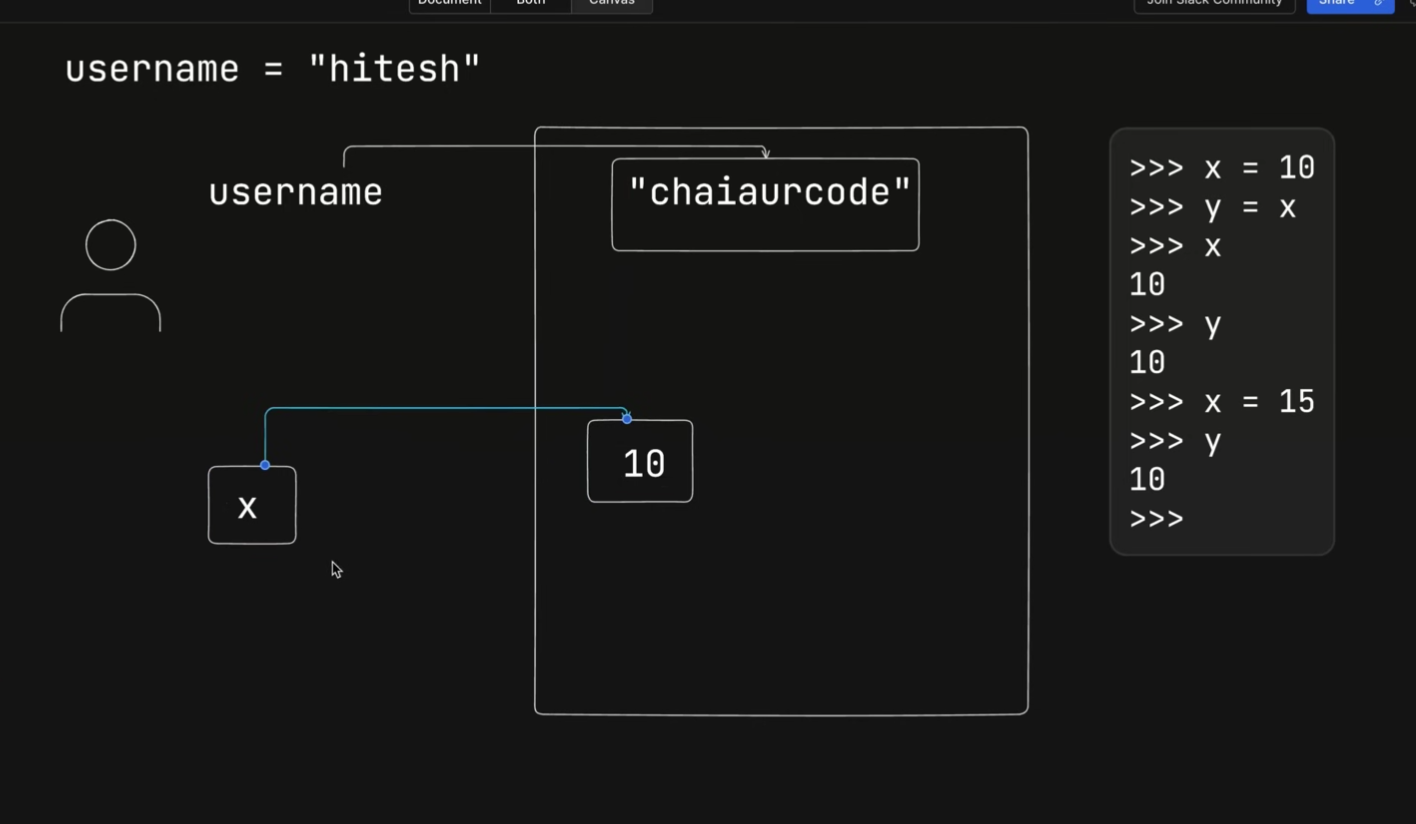 Document Both Canvas
Join Slack Community
Share
username = "hitesh"
username
"chaiaurcode"
x
10
>>> x = 10
>>> y = x
>>> x
10
>>> y
10
>>> x = 15
>>> y
10
>>>